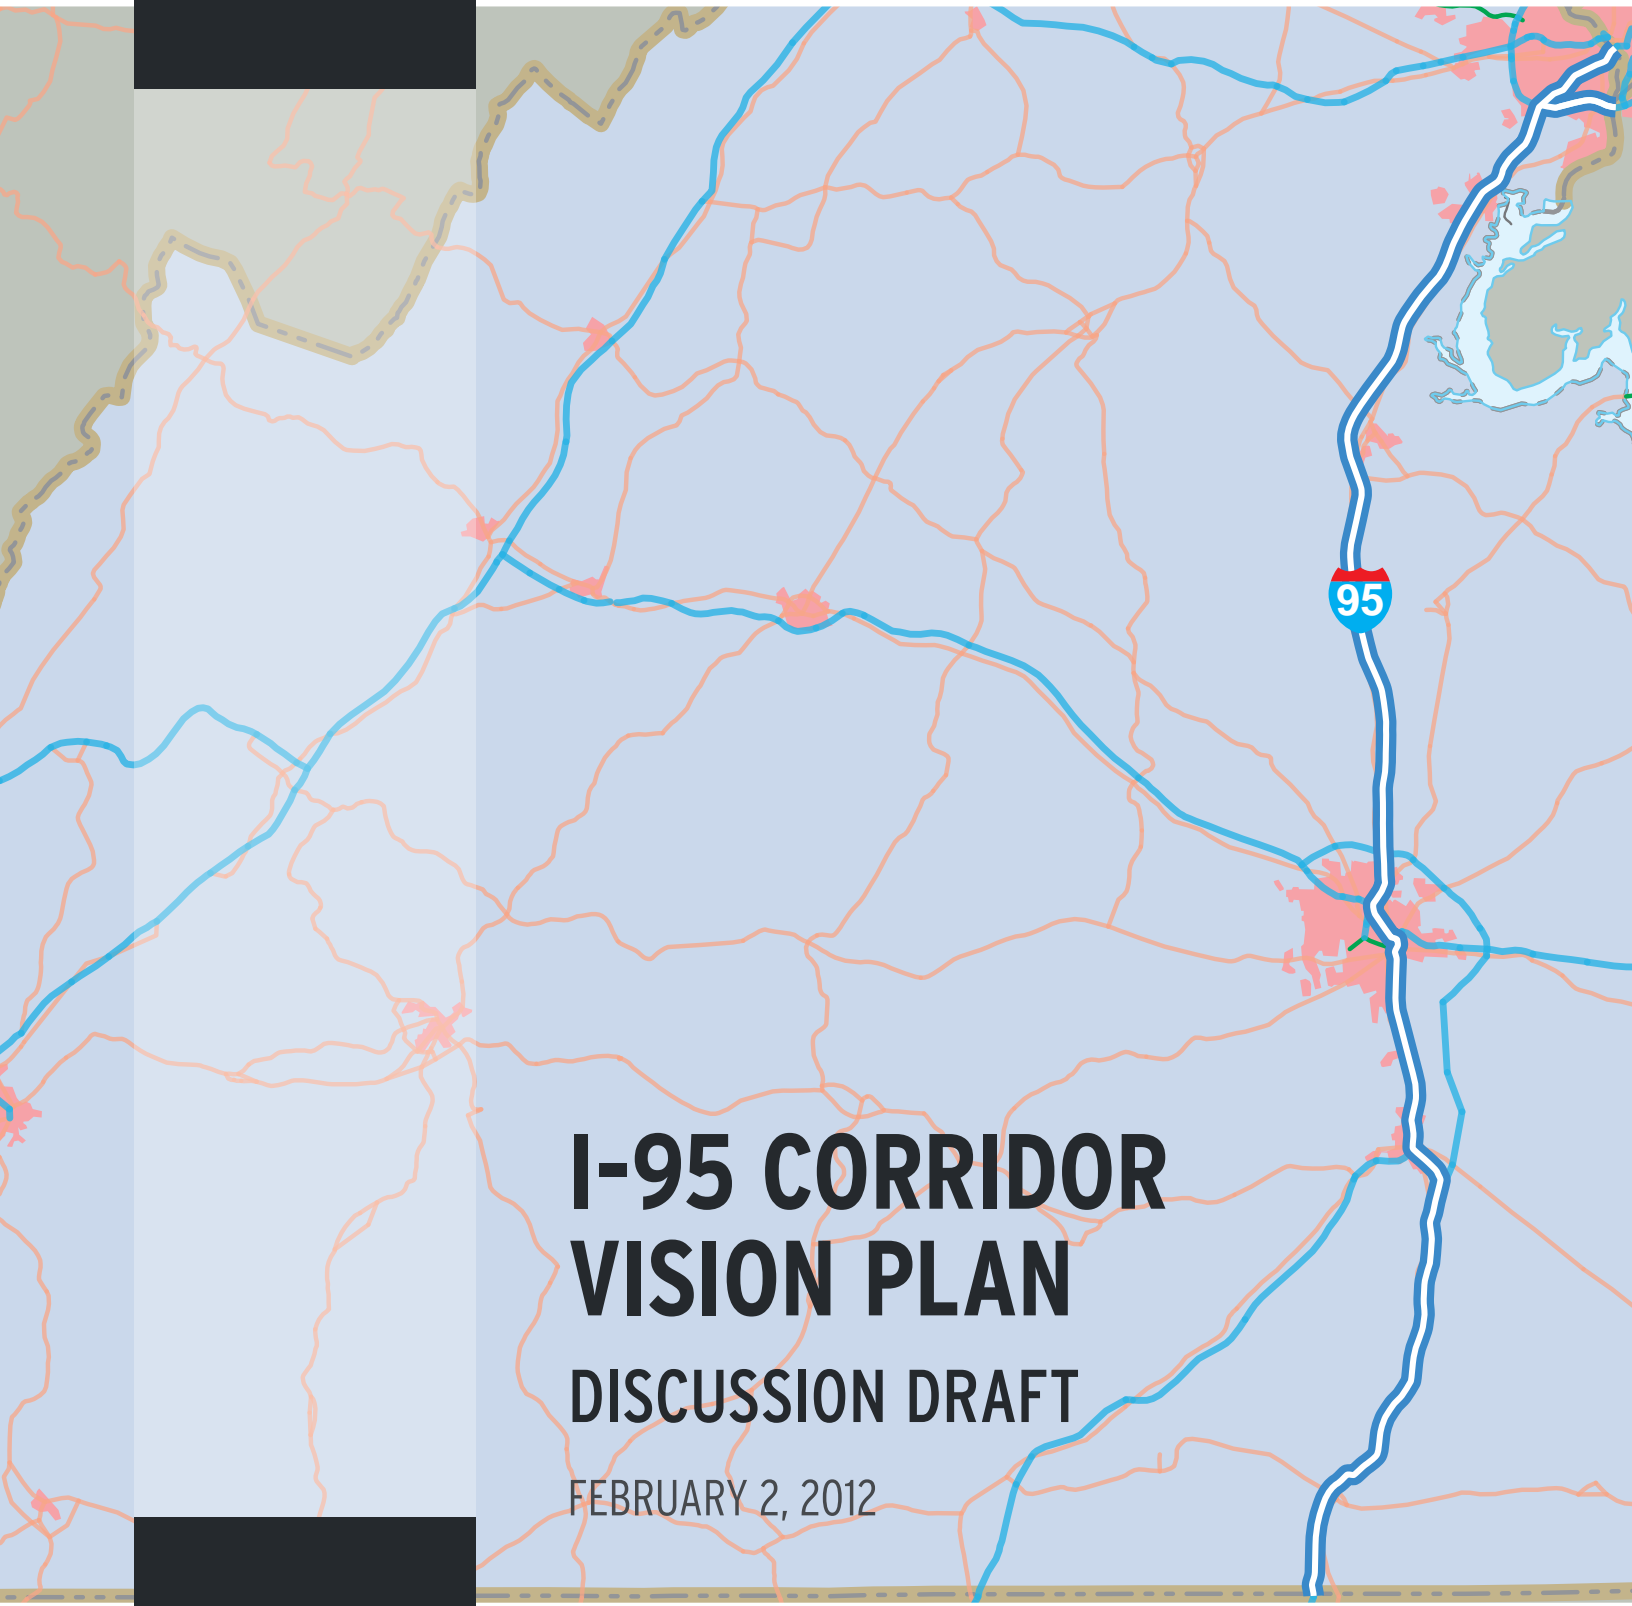 95
I-95 CORRIDOR
VISION PLAN
DISCUSSION DRAFT
FEBRUARY 2, 2012